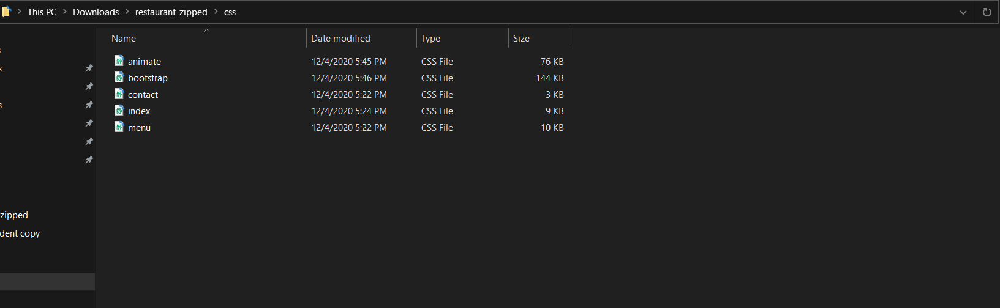 This PC > Downloads > restaurant_zipped > css
Name Date modified Type Size
animate 12/4/2020 5:45 PM CSS File 76 KB
bootstrap 12/4/2020 5:46 PM CSS File 144 KB
contact 12/4/2020 5:22 PM CSS File 3 KB
index 12/4/2020 5:24 PM CSS File 9 KB
menu 12/4/2020 5:22 PM CSS File 10 KB
s
s
zipped
dent copy